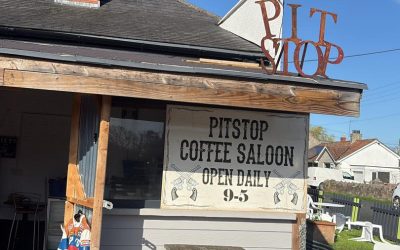 PIT
STOP
PITSTOP
COFFEE SALOON
OPEN DAILY
9-5